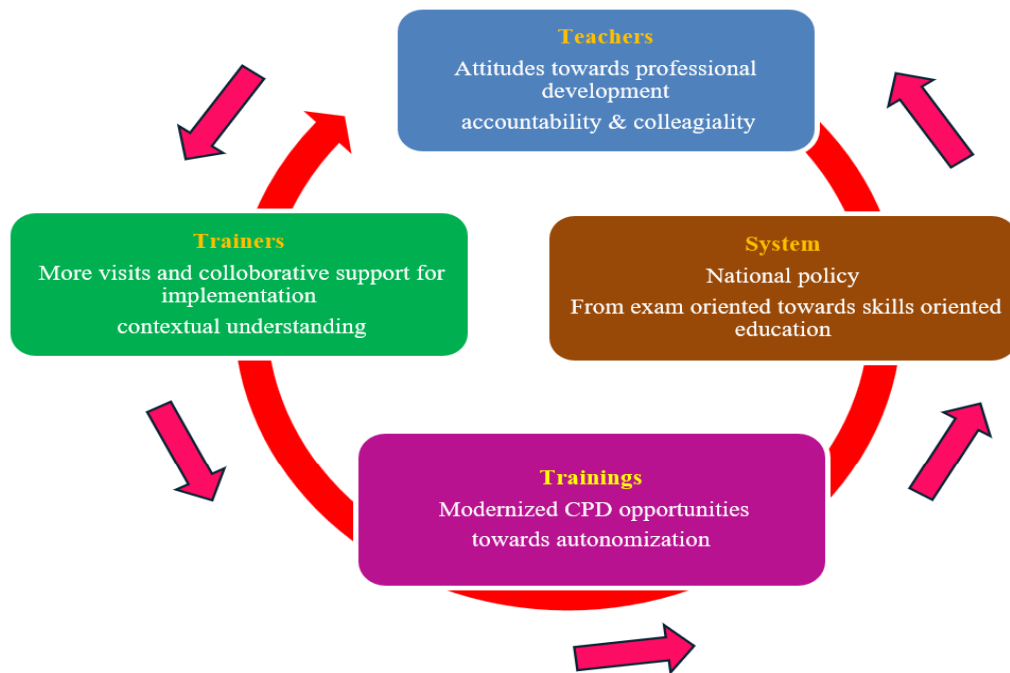 Teachers
Attitudes towards professional
development
accountability & colleagiality
Trainers
More visits and colloborative support for
implementation
contextual understanding
System
National policy
From exam oriented towards skills oriented
education
Trainings
Modernized CPD opportunities
towards autonomization